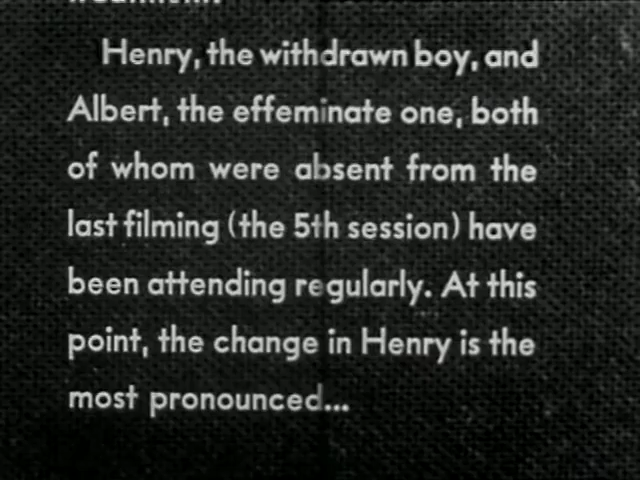 Henry, the withdrawn boy, and
Albert, the effeminate one, both
of whom were absent from the
last filming (the 5th session) have
been attending regularly. At this
point, the change in Henry is the
most pronounced...